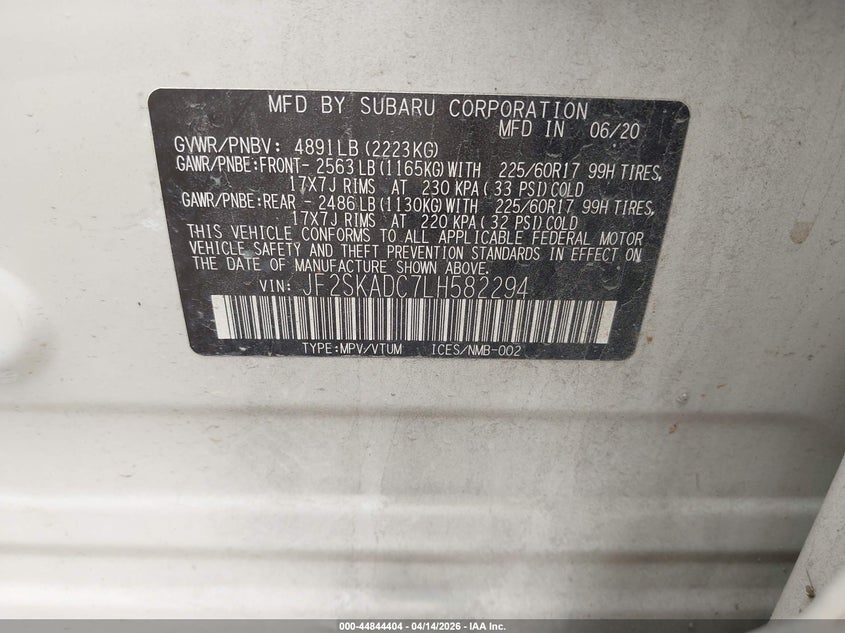 MFD BY SUBARU CORPORATION
MFD IN 06/20
GVWR/PNBV: 4891LB(2223KG)
GAWR/PNBE:FRONT- 2563LB(1165KG)WITH 225/60R17 99H TIRES,
17X7J RIMS AT 230 KPA(33 PSI)COLD
GAWR/PNBE:REAR - 2486LB(1130KG)WITH 225/60R17 99H TIRES,
17X7J RIMS AT 220 KPA(32 PSI)COLD
THIS VEHICLE CONFORMS TO ALL APPLICABLE FEDERAL MOTOR
VEHICLE SAFETY AND THEFT PREVENTION STANDARDS IN EFFECT ON
THE DATE OF MANUFACTURE SHOWN ABOVE.
VIN: JF2SKADC7LH582294
TYPE:MPV/VTUM ICES/NMB-002
000-44844404 - 04/14/2026 - IAA Inc.